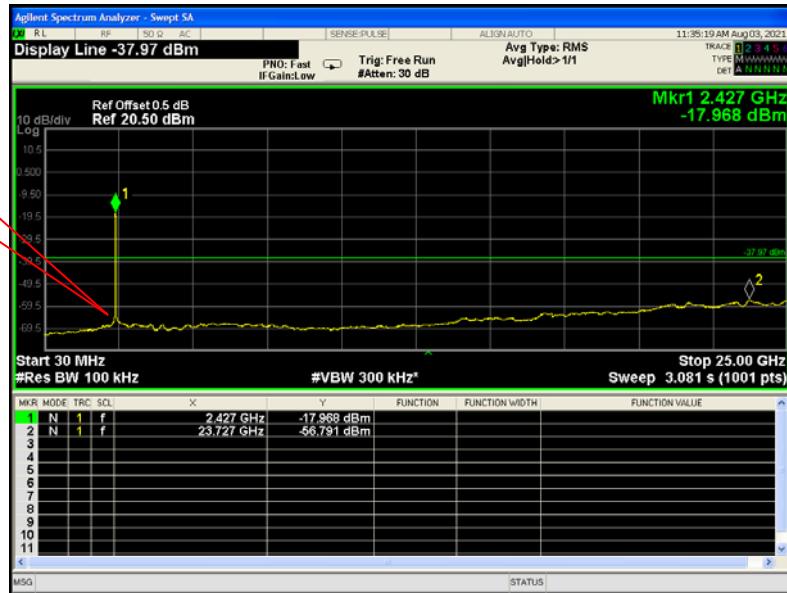 Agilent Spectrum Analyzer - Swept SA
RL RF 50 Ω AC SENSE:PULSE ALIGN AUTO 11:35:19 AM Aug 03, 2021
Display Line -37.97 dBm
PNO: Fast
IFGain:Low
Trig: Free Run
#Atten: 30 dB
Avg Type: RMS
Avg|Hold:>1/1
TRACE 1 2 3 4 5 6
TYPE M
DET A N N N N N
Mkr1 2.427 GHz
-17.968 dBm
Ref Offset 0.5 dB
10 dB/div Ref 20.50 dBm
Log
10.5
0.500
-9.50
-19.5
-29.5
-39.5
-49.5
-59.5
-69.5
1
-37.97 dBm
2
Start 30 MHz Stop 25.00 GHz
#Res BW 100 kHz #VBW 300 kHz* Sweep 3.081 s (1001 pts)
MKR MODE TRC SCL X Y FUNCTION FUNCTION WIDTH FUNCTION VALUE
1 N 1 f 2.427 GHz -17.968 dBm
2 N 1 f 23.727 GHz -56.791 dBm
3
4
5
6
7
8
9
10
11
MSG STATUS